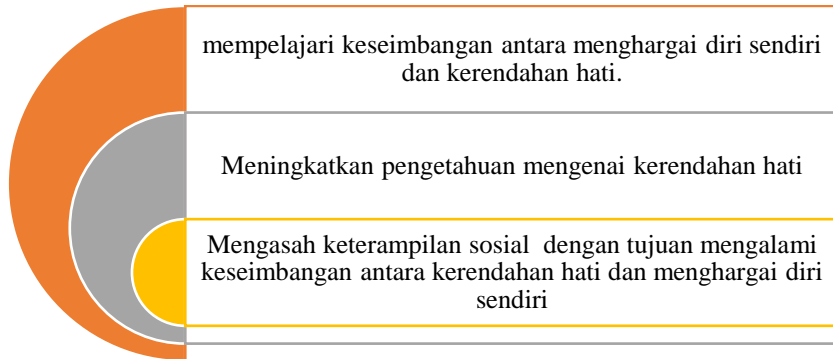 mempelajari keseimbangan antara menghargai diri sendiri
dan kerendahan hati.
Meningkatkan pengetahuan mengenai kerendahan hati
Mengasah keterampilan sosial  dengan tujuan mengalami
keseimbangan antara kerendahan hati dan menghargai diri
sendiri